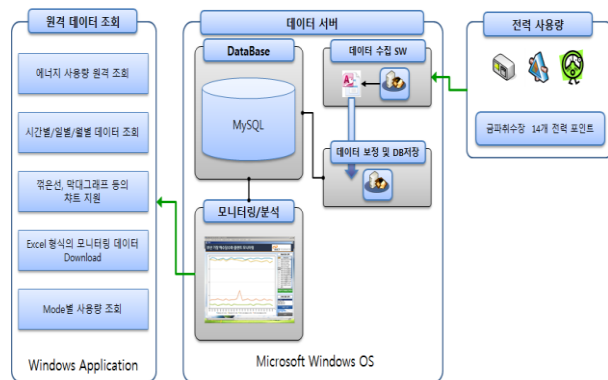 원격 데이터 조회
에너지 사용량 원격 조회
시간별/일별/월별 데이터 조회
꺾은선, 막대그래프 등의
챠트 지원
Excel 형식의 모니터링 데이터
Download
Mode별 사용량 조회
Windows Application
데이터 서버
DataBase
MySQL
모니터링/분석
데이터 수집 SW
데이터 보정 및 DB저장
Microsoft Windows OS
전력 사용량
금파취수장 14개 전력 포인트